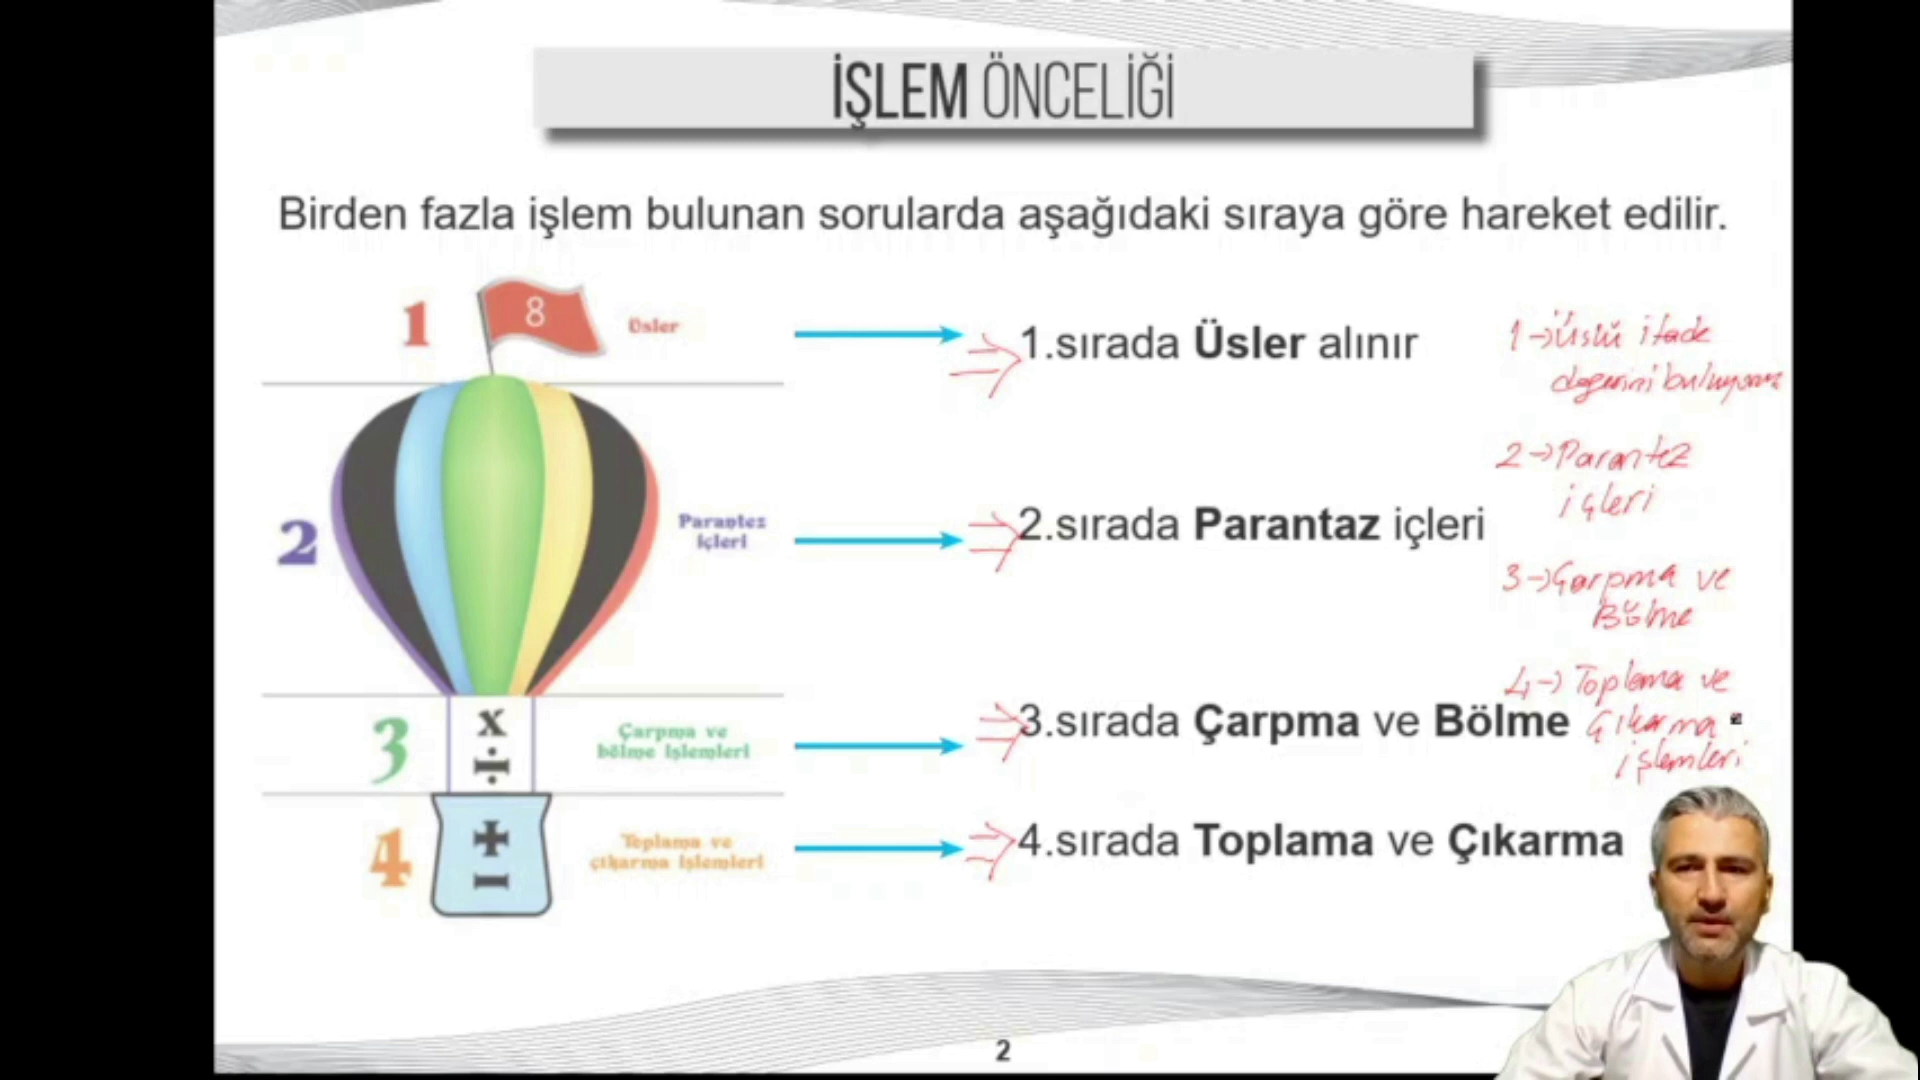 İŞLEM ÖNCELİĞİ
Birden fazla işlem bulunan sorularda aşağıdaki sıraya göre hareket edilir.
1
8
Üsler
1.sırada Üsler alınır
1→Üslü ifade
değerini buluyoruz
2
Parantez
içleri
2.sırada Parantaz içleri
2→Parantez
içleri
3→Çarpma ve
Bölme
3
x
÷
Çarpma ve
bölme işlemleri
3.sırada Çarpma ve Bölme
4→Toplama ve
Çıkarma
işlemleri
4
+
−
Toplama ve
çıkarma işlemleri
4.sırada Toplama ve Çıkarma
2